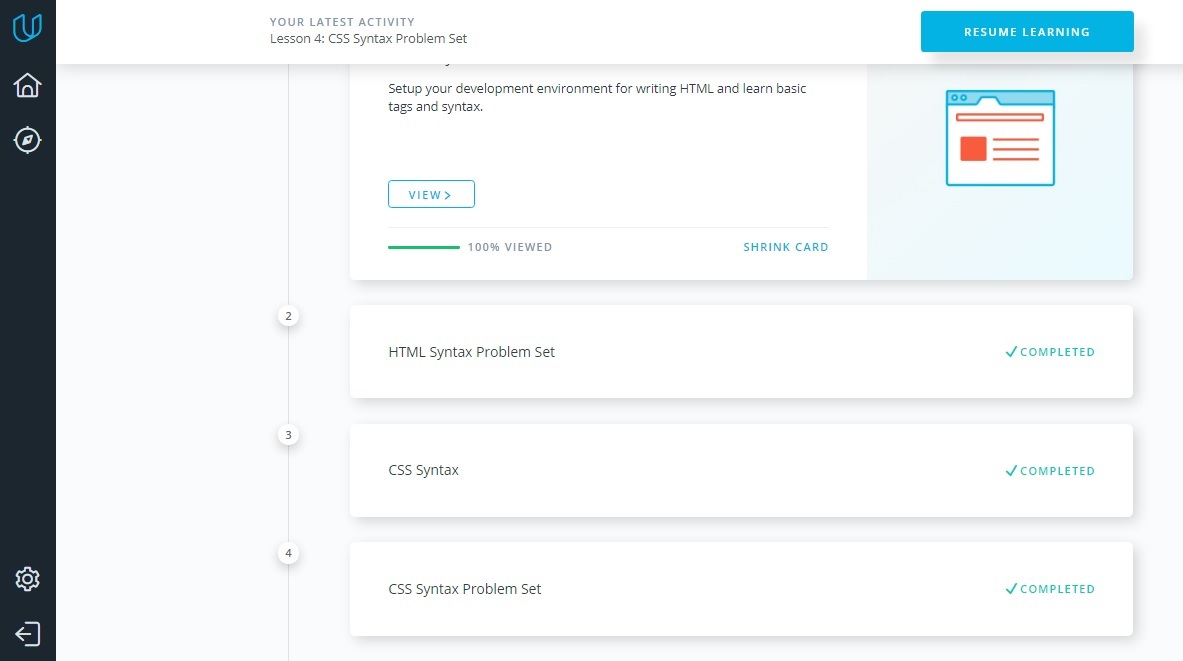 YOUR LATEST ACTIVITY
Lesson 4: CSS Syntax Problem Set
RESUME LEARNING
Setup your development environment for writing HTML and learn basic
tags and syntax.
VIEW >
100% VIEWED
SHRINK CARD
2
HTML Syntax Problem Set
✓ COMPLETED
3
CSS Syntax
✓ COMPLETED
4
CSS Syntax Problem Set
✓ COMPLETED